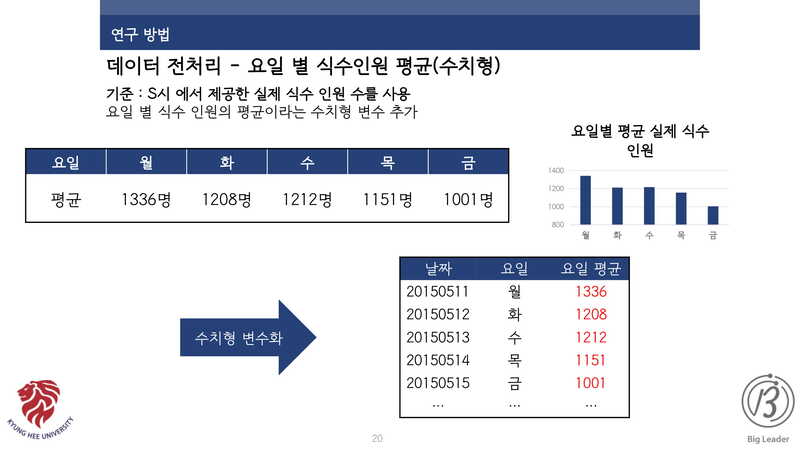 연구 방법
데이터 전처리 - 요일 별 식수인원 평균(수치형)
기준 : S시 에서 제공한 실제 식수 인원 수를 사용
요일 별 식수 인원의 평균이라는 수치형 변수 추가
요일 월 화 수 목 금
평균 1336명 1208명 1212명 1151명 1001명
요일별 평균 실제 식수
인원
1400
1200
1000
800
월 화 수 목 금
수치형 변수화
날짜 요일 요일 평균
20150511 월 1336
20150512 화 1208
20150513 수 1212
20150514 목 1151
20150515 금 1001
... ... ...
KYUNG HEE UNIVERSITY
20
Big Leader